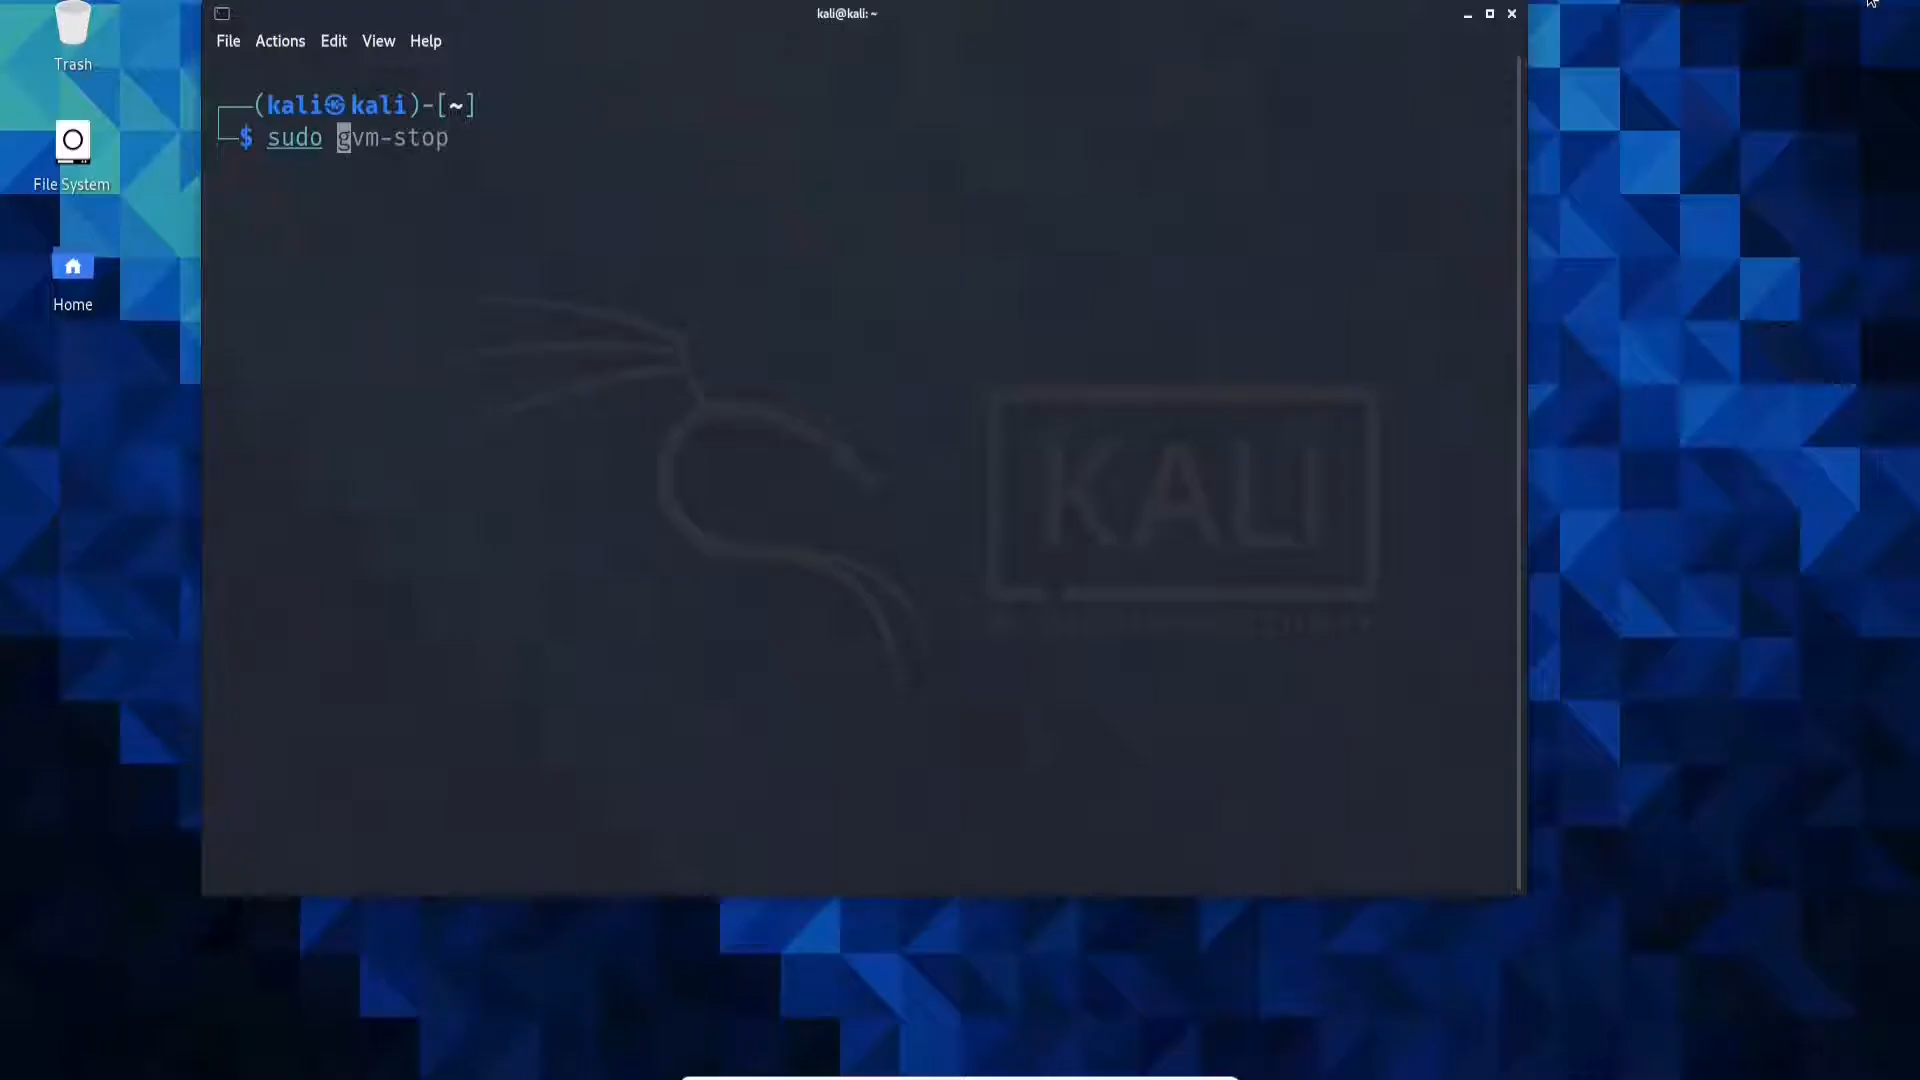 kali@kali: ~
File Actions Edit View Help
Trash
┌──(kali㉿kali)-[~]
└─$ sudo gvm-stop
File System
Home
KALI